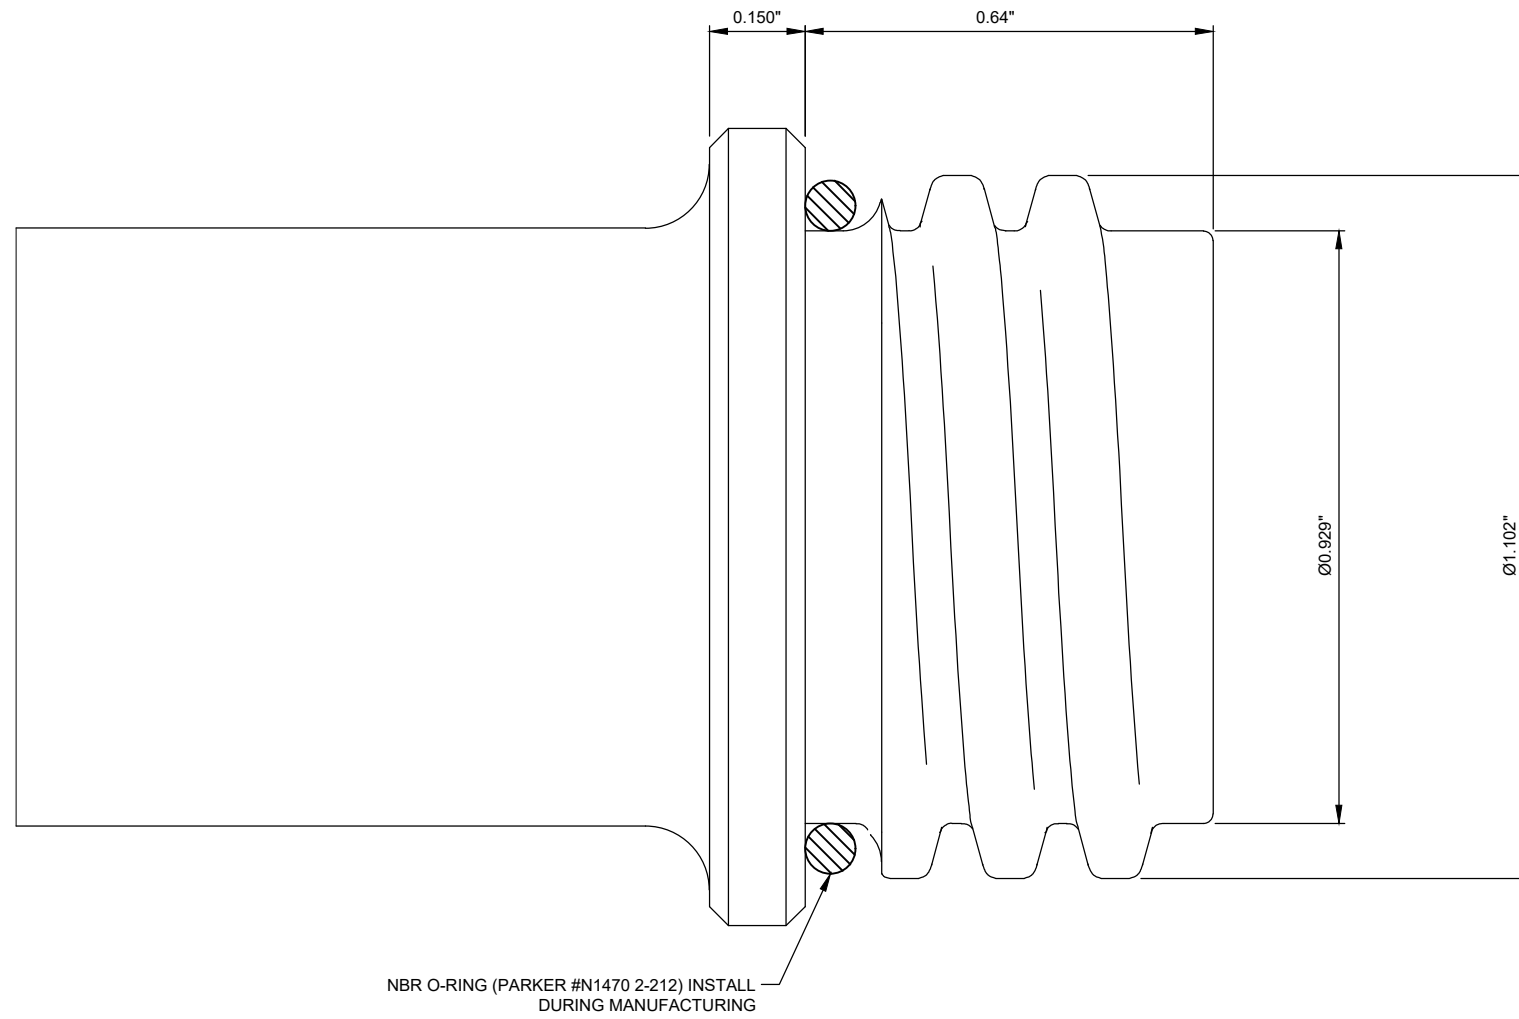 0.150"
0.64"
Ø0.929"
Ø1.102"
NBR O-RING (PARKER #N1470 2-212) INSTALL
DURING MANUFACTURING